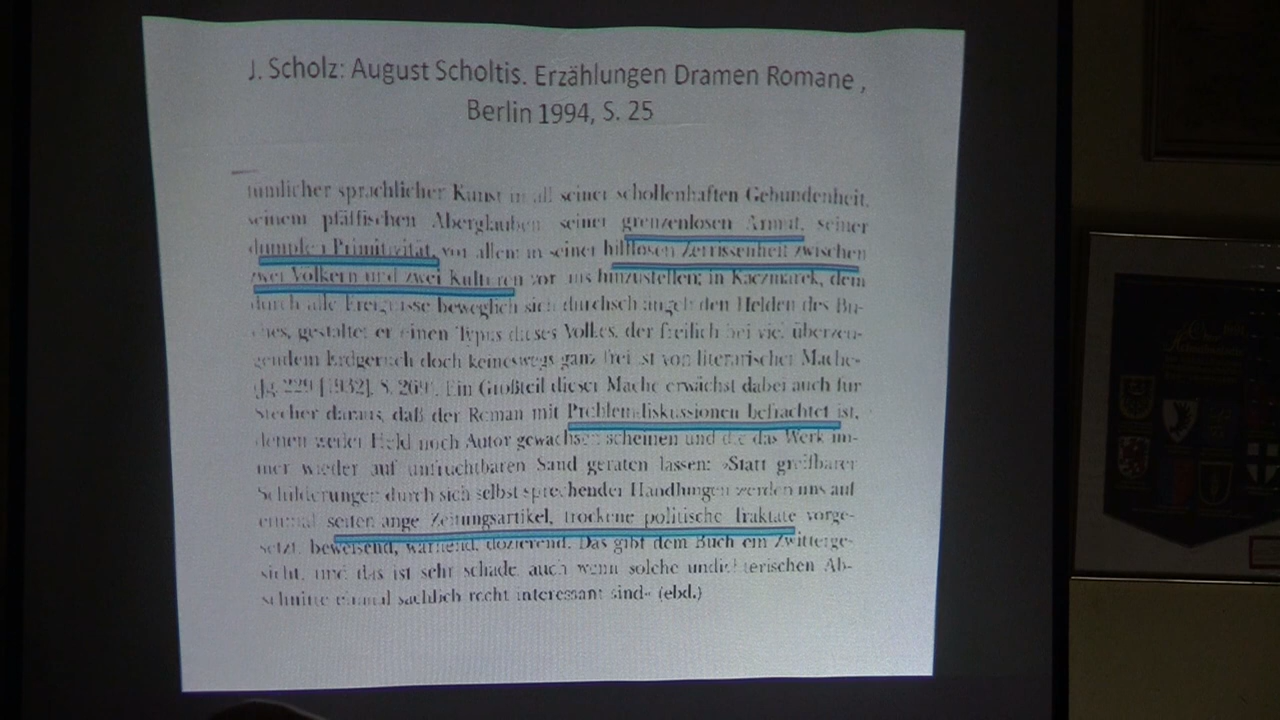 J. Scholz: August Scholtis. Erzählungen Dramen Romane ,
Berlin 1994, S. 25
tümlicher sprachlicher Kunst in all seiner schollenhaften Gebundenheit,
seinem pfäffischen Aberglauben seiner grenzenlosen Armut, seiner
dumpfen Primitivität, vor allem in seiner hilflosen Zerrissenheit zwischen
zwei Völkern und zwei Kulturen vor uns hinzustellen; in Kaczmarek, dem
durch alle Ereignisse beweglich sich durchschlängelnden Helden des Bu-
ches, gestaltet er einen Typus dieses Volkes, der freilich bei viel überzeu-
gendem Erdgeruch doch keineswegs ganz frei ist von literarischer Mache«
(Jg. 229 [1932], S. 269). Ein Großteil dieser Mache erwächst dabei auch für
Stecher daraus, daß der Roman mit Problemdiskussionen befrachtet ist,
denen weder Held noch Autor gewachsen scheinen und die das Werk im-
mer wieder auf unfruchtbaren Sand geraten lassen: »Statt greifbarer
Schilderungen durch sich selbst sprechender Handlungen werden uns auf
einmal seitenlange Zeitungsartikel, trockene politische Traktate vorge-
setzt, beweisend, warnend, dozierend. Das gibt dem Buch ein Zwitterge-
sicht, und das ist sehr schade, auch wenn solche undichterischen Ab-
schnitte einmal sachlich recht interessant sind« (ebd.)